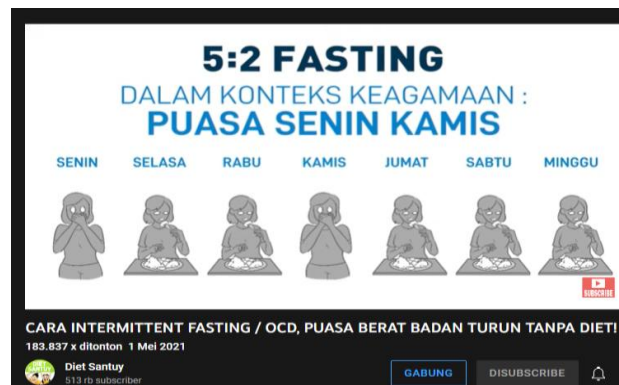 5:2 FASTING
DALAM KONTEKS KEAGAMAAN :
PUASA SENIN KAMIS
SENIN SELASA RABU KAMIS JUMAT SABTU MINGGU
SUBSCRIBE
CARA INTERMITTENT FASTING / OCD, PUASA BERAT BADAN TURUN TANPA DIET!
183.837 x ditonton 1 Mei 2021
DIET SANTUY
Diet Santuy
513 rb subscriber
GABUNG DISUBSCRIBE